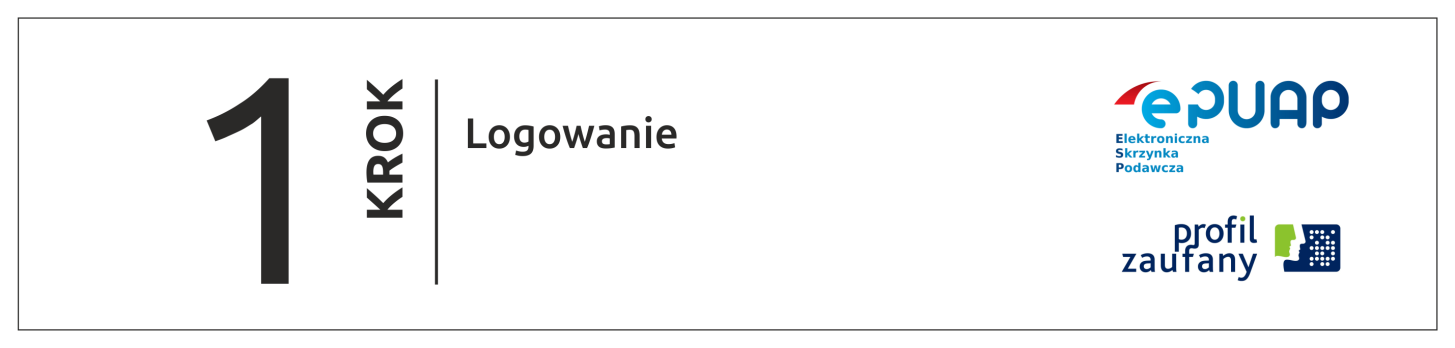 1
KROK
Logowanie
ePUAP
Elektroniczna
Skrzynka
Podawcza
profil
zaufany